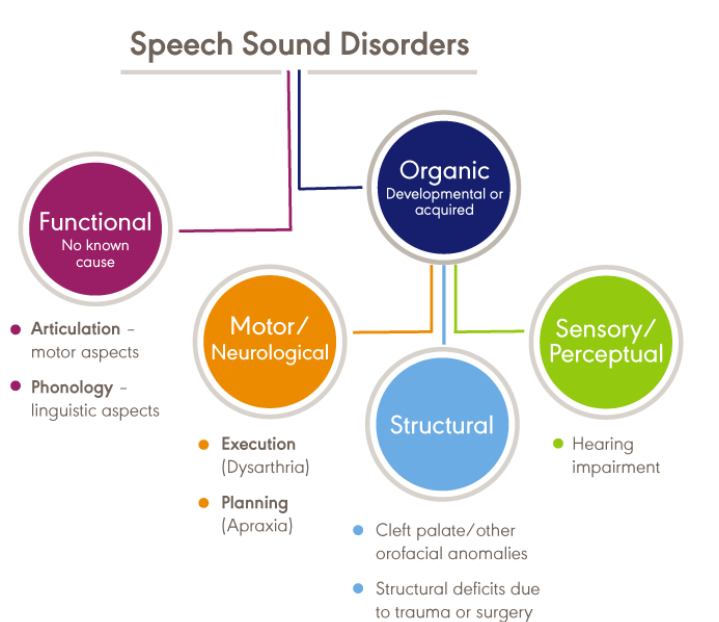 Speech Sound Disorders
Organic
Developmental or
acquired
Functional
No known
cause
Articulation –
motor aspects
Phonology –
linguistic aspects
Motor/
Neurological
Execution
(Dysarthria)
Planning
(Apraxia)
Structural
Cleft palate/other
orofacial anomalies
Structural deficits due
to trauma or surgery
Sensory/
Perceptual
Hearing
impairment